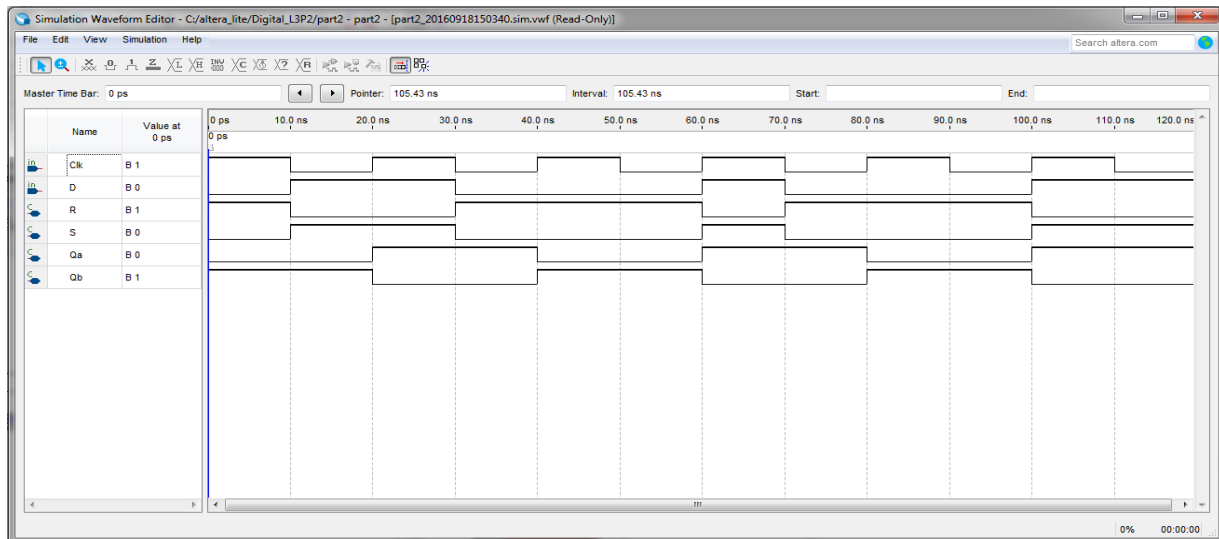 Simulation Waveform Editor - C:/altera_lite/Digital_L3P2/part2 - part2 - [part2_20160918150340.sim.vwf (Read-Only)]
File Edit View Simulation Help
Search altera.com
Master Time Bar: 0 ps Pointer: 105.43 ns Interval: 105.43 ns Start: End:
Name Value at 0 ps
0 ps 10.0 ns 20.0 ns 30.0 ns 40.0 ns 50.0 ns 60.0 ns 70.0 ns 80.0 ns 90.0 ns 100.0 ns 110.0 ns 120.0 ns
0 ps
in Clk B 1
in D B 0
C R B 1
C S B 0
C Qa B 0
C Qb B 1
0% 00:00:00